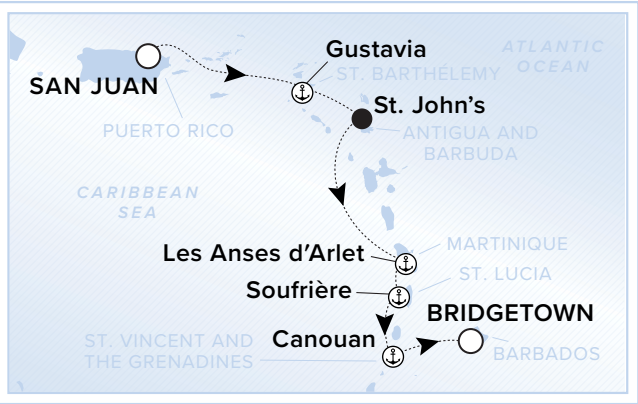 Gustavia
ATLANTIC
OCEAN
ST. BARTHÉLEMY
SAN JUAN
St. John's
PUERTO RICO
ANTIGUA AND
BARBUDA
CARIBBEAN
SEA
MARTINIQUE
Les Anses d'Arlet
ST. LUCIA
Soufrière
BRIDGETOWN
Canouan
ST. VINCENT AND
THE GRENADINES
BARBADOS